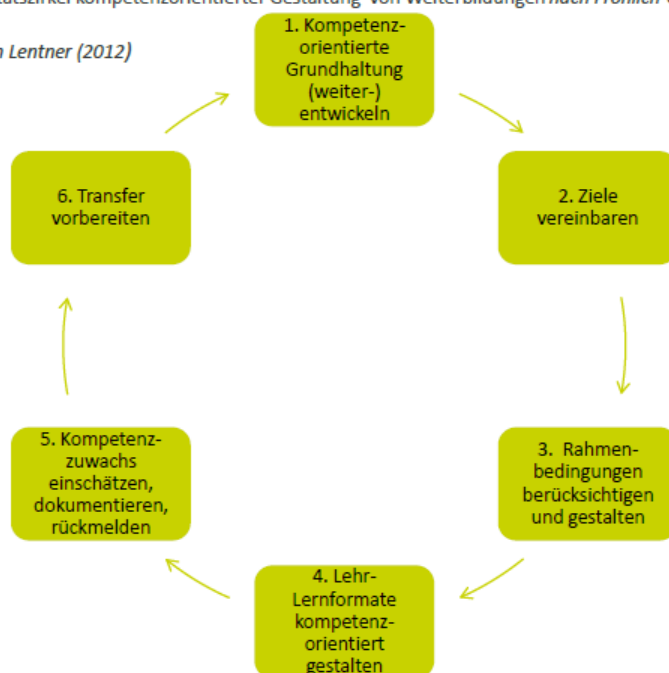 kompetenzorientierter Gestaltung von Weiterbildungen nach Fröhlich
Lentner (2012)
1. Kompetenz-
orientierte
Grundhaltung
(weiter-)
entwickeln
2. Ziele
vereinbaren
3. Rahmen-
bedingungen
berücksichtigen
und gestalten
4. Lehr-
Lernformate
kompetenz-
orientiert
gestalten
5. Kompetenz-
zuwachs
einschätzen,
dokumentieren,
rückmelden
6. Transfer
vorbereiten